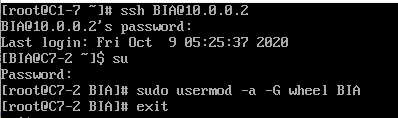 [root@C1-7 ~]# ssh BIA@10.0.0.2
BIA@10.0.0.2's password:
Last login: Fri Oct  9 05:25:37 2020
[BIA@C7-2 ~]$ su
Password:
[root@C7-2 BIA]# sudo usermod -a -G wheel BIA
[root@C7-2 BIA]# exit